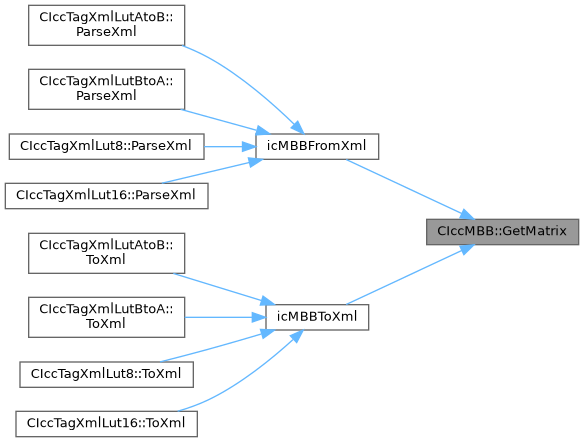 CIccTagXmlLutAtoB::
ParseXml
CIccTagXmlLutBtoA::
ParseXml
CIccTagXmlLut8::ParseXml
icMBBFromXml
CIccTagXmlLut16::ParseXml
CIccMBB::GetMatrix
CIccTagXmlLutAtoB::
ToXml
CIccTagXmlLutBtoA::
ToXml
icMBBToXml
CIccTagXmlLut8::ToXml
CIccTagXmlLut16::ToXml